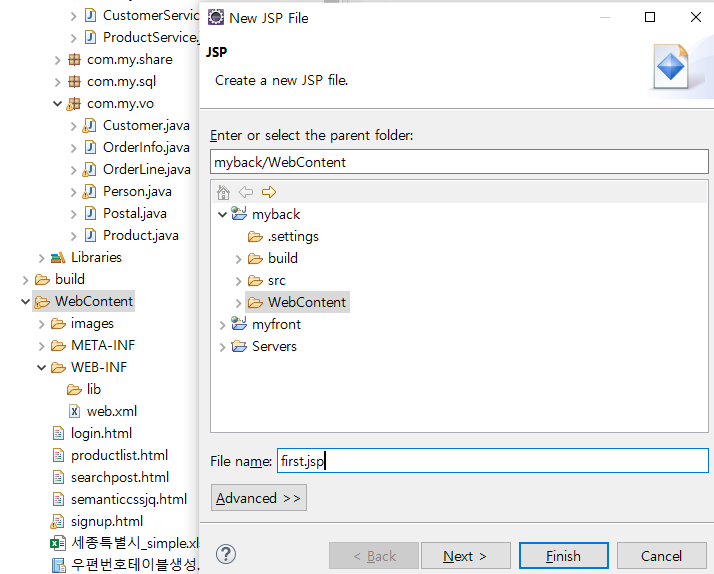 CustomerServic
ProductService.j
com.my.share
com.my.sql
com.my.vo
Customer.java
OrderInfo.java
OrderLine.java
Person.java
Postal.java
Product.java
Libraries
build
WebContent
images
META-INF
WEB-INF
lib
web.xml
login.html
productlist.html
searchpost.html
semanticcssjq.html
signup.html
세종특별시_simple.xl
우편번호테이블생성.
New JSP File
JSP
Create a new JSP file.
Enter or select the parent folder:
myback/WebContent
myback
.settings
build
src
WebContent
myfront
Servers
File name: first.jsp
Advanced >>
? < Back Next > Finish Cancel